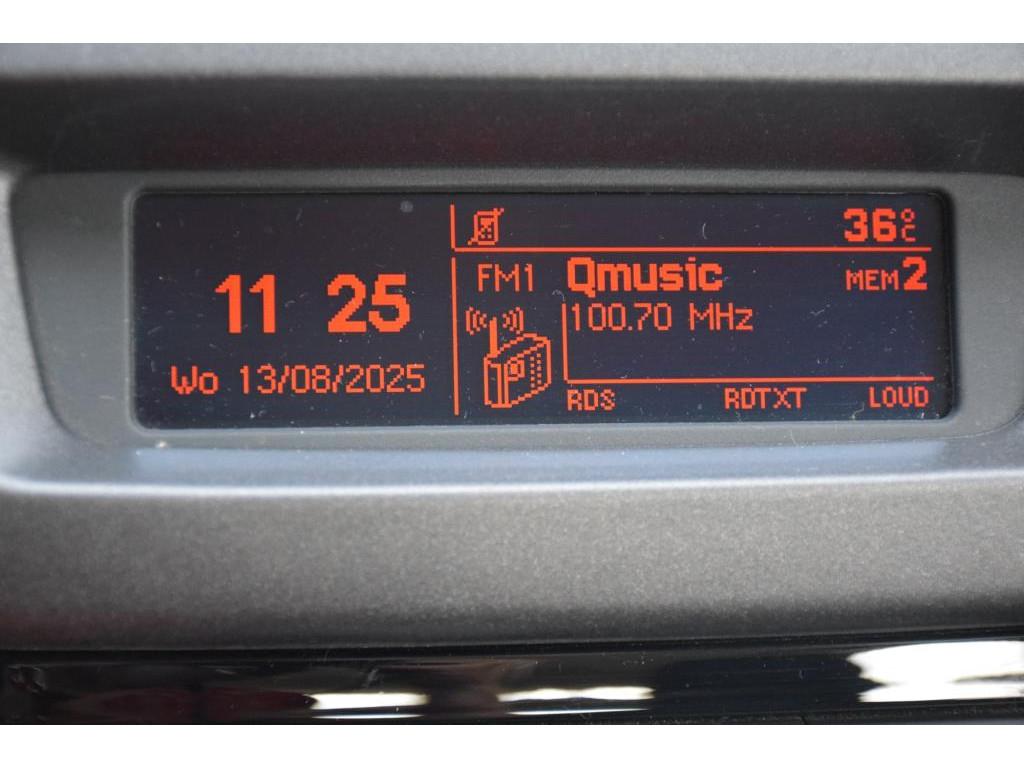 11 25
Wo 13/08/2025
36°C
FM1 Qmusic MEM2
100.70 MHz
RDS RDTXT LOUD